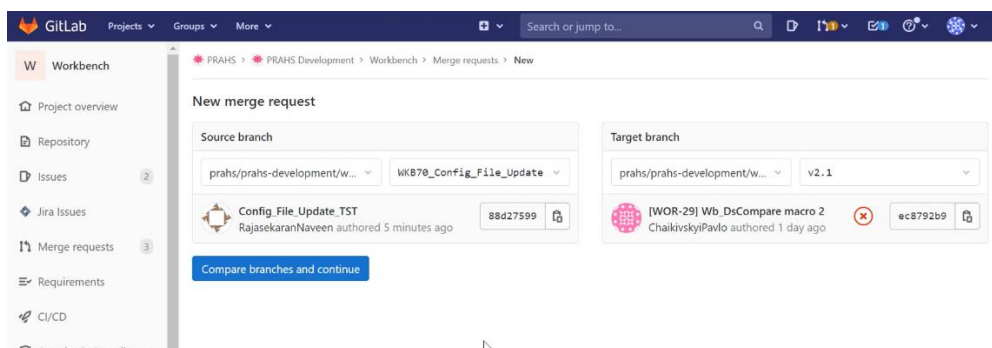 GitLab Projects Groups More Search or jump to... 1 1
W Workbench
PRAHS > PRAHS Development > Workbench > Merge requests > New
Project overview
New merge request
Repository
Source branch Target branch
Issues 2
prahs/prahs-development/w... WKB70_Config_File_Update prahs/prahs-development/w... v2.1
Jira Issues
Config_File_Update_TST 88d27599 [WOR-29] Wb_DsCompare macro 2 ec8792b9
RajasekaranNaveen authored 5 minutes ago ChaikivskyiPavlo authored 1 day ago
Merge requests 3
Compare branches and continue
Requirements
CI/CD